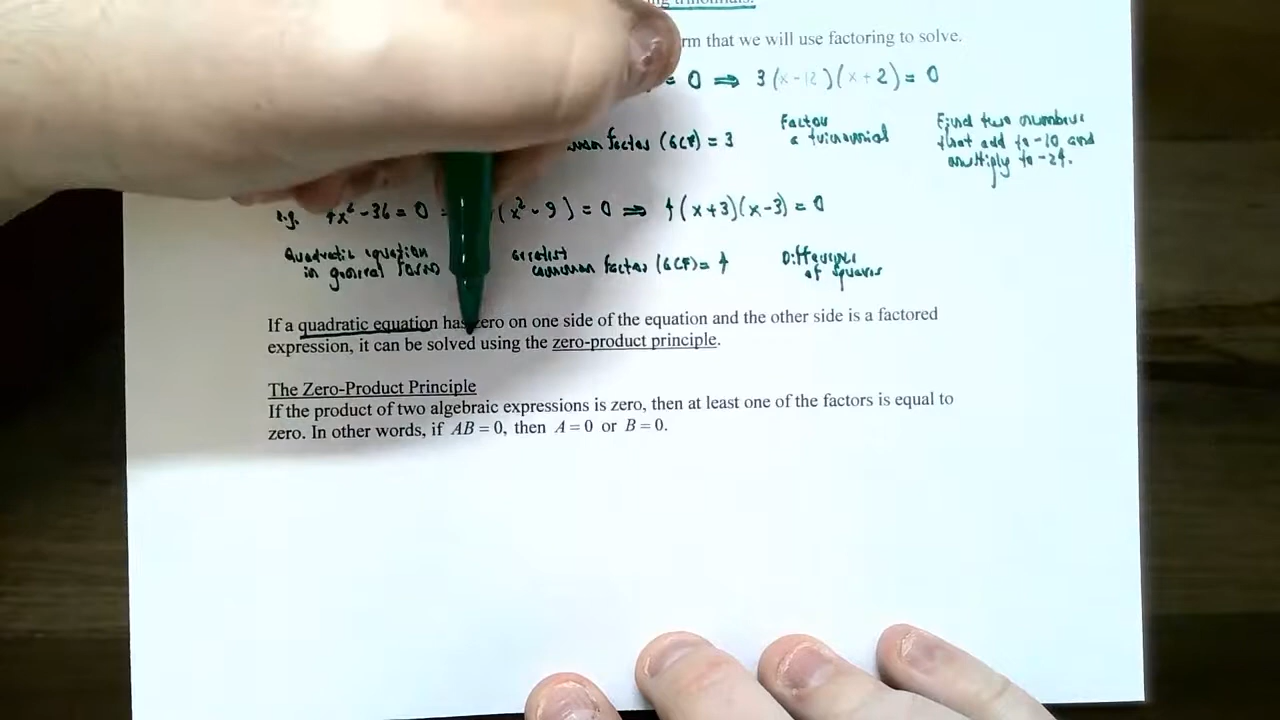 rm that we will use factoring to solve.
= 0 ⇒ 3(x-12)(x+2) = 0
factor (GCF) = 3 Factor a trinomial Find two numbers that add to -10 and multiply to -24.
e.g. 4x² - 36 = 0 (x² - 9) = 0 ⇒ 4(x+3)(x-3) = 0
Quadratic equation in general form Greatest common factor (GCF) = 4 Difference of squares
If a quadratic equation has zero on one side of the equation and the other side is a factored
expression, it can be solved using the zero-product principle.
The Zero-Product Principle
If the product of two algebraic expressions is zero, then at least one of the factors is equal to
zero. In other words, if AB = 0, then A = 0 or B = 0.